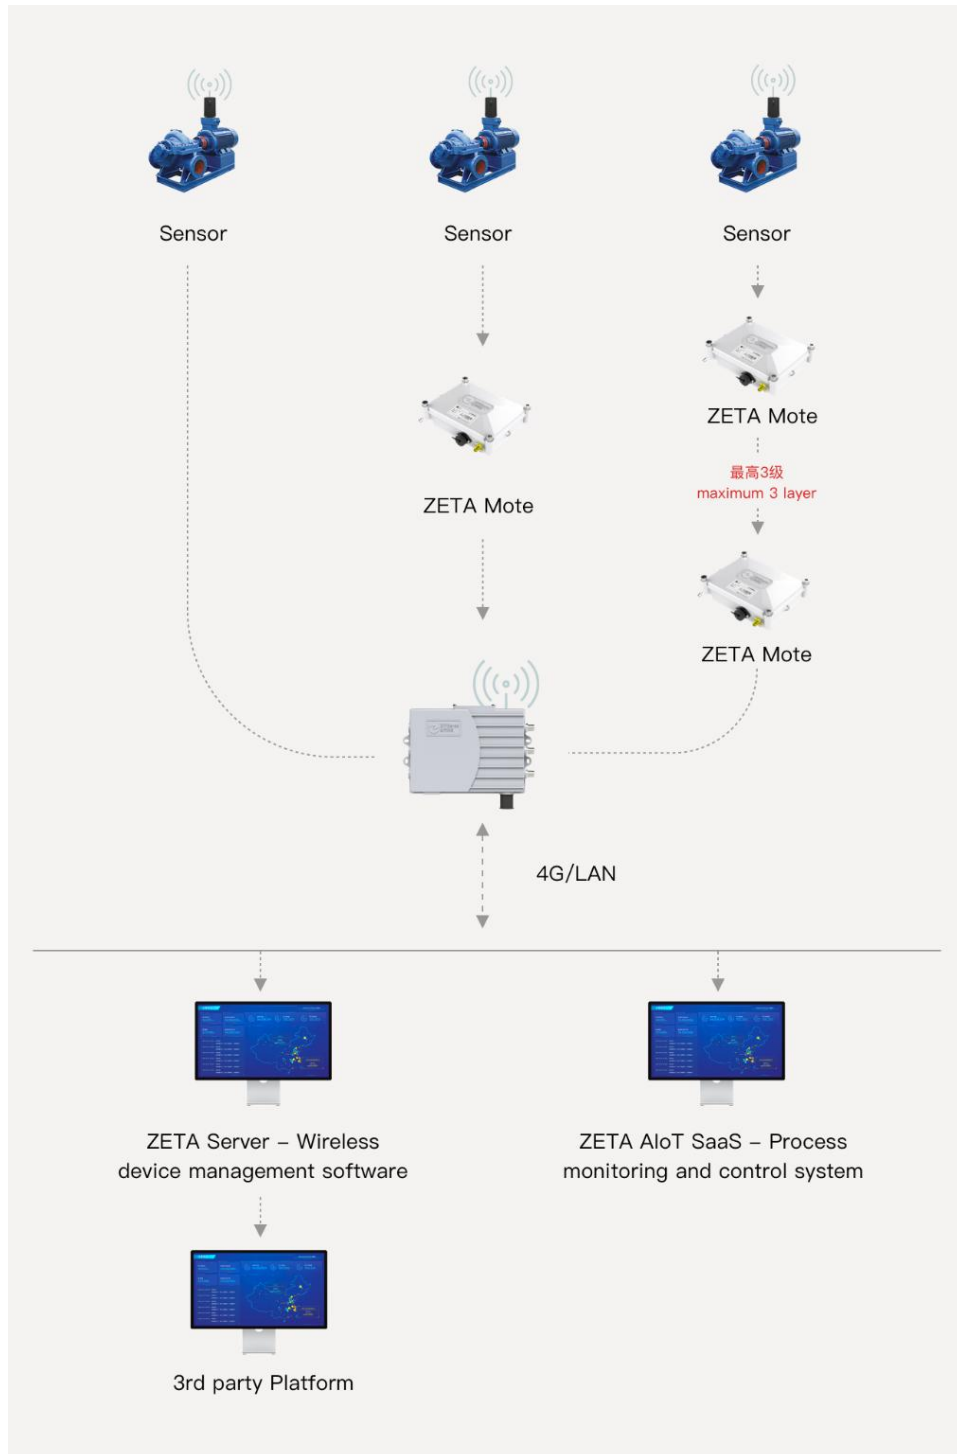 Sensor
Sensor
Sensor
ZETA Mote
最高3级
maximum 3 layer
ZETA Mote
ZETA Mote
4G/LAN
ZETA Server – Wireless
device management software
ZETA AIoT SaaS – Process
monitoring and control system
3rd party Platform